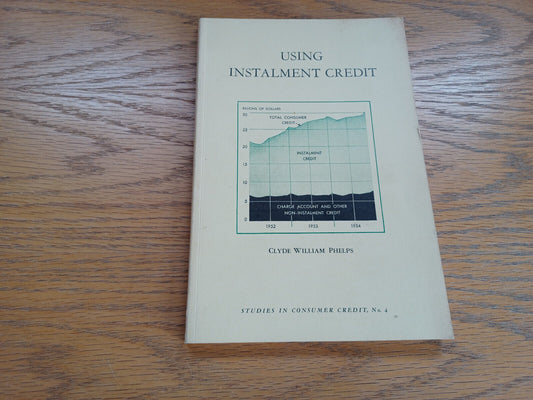 USING
INSTALMENT CREDIT
BILLIONS OF DOLLARS
30
TOTAL CONSUMER
CREDIT
25
20
INSTALMENT
CREDIT
15
10
5
CHARGE ACCOUNT AND OTHER
NON-INSTALMENT CREDIT
0
1952 1953 1954
CLYDE WILLIAM PHELPS
STUDIES IN CONSUMER CREDIT, No. 4